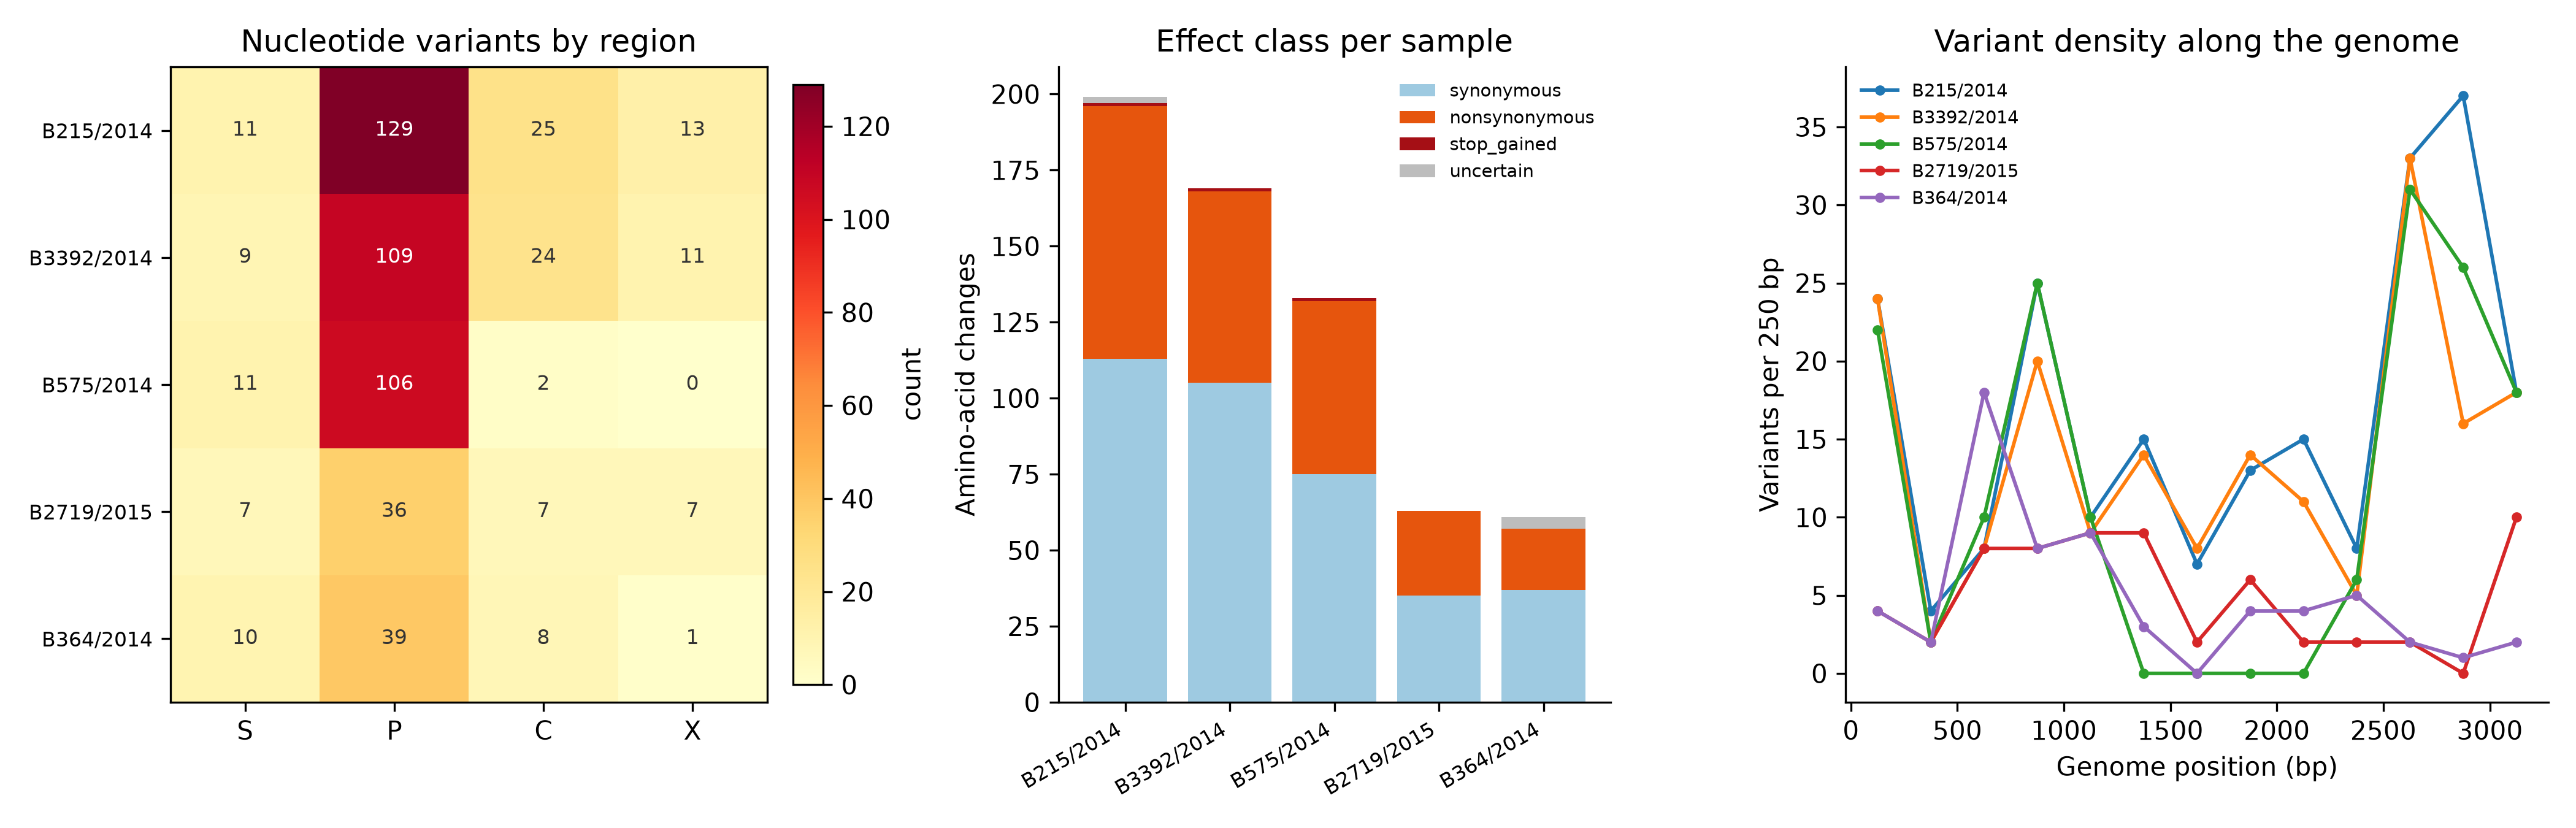 Nucleotide variants by region
B215/2014
B3392/2014
B575/2014
B2719/2015
B364/2014
11 129 25 13
9 109 24 11
11 106 2 0
7 36 7 7
10 39 8 1
S P C X
120
100
80
60
40
20
0
count
Effect class per sample
synonymous
nonsynonymous
stop_gained
uncertain
Amino-acid changes
200
175
150
125
100
75
50
25
0
B215/2014
B3392/2014
B575/2014
B2719/2015
B364/2014
Variant density along the genome
B215/2014
B3392/2014
B575/2014
B2719/2015
B364/2014
Variants per 250 bp
35
30
25
20
15
10
5
0
0 500 1000 1500 2000 2500 3000
Genome position (bp)